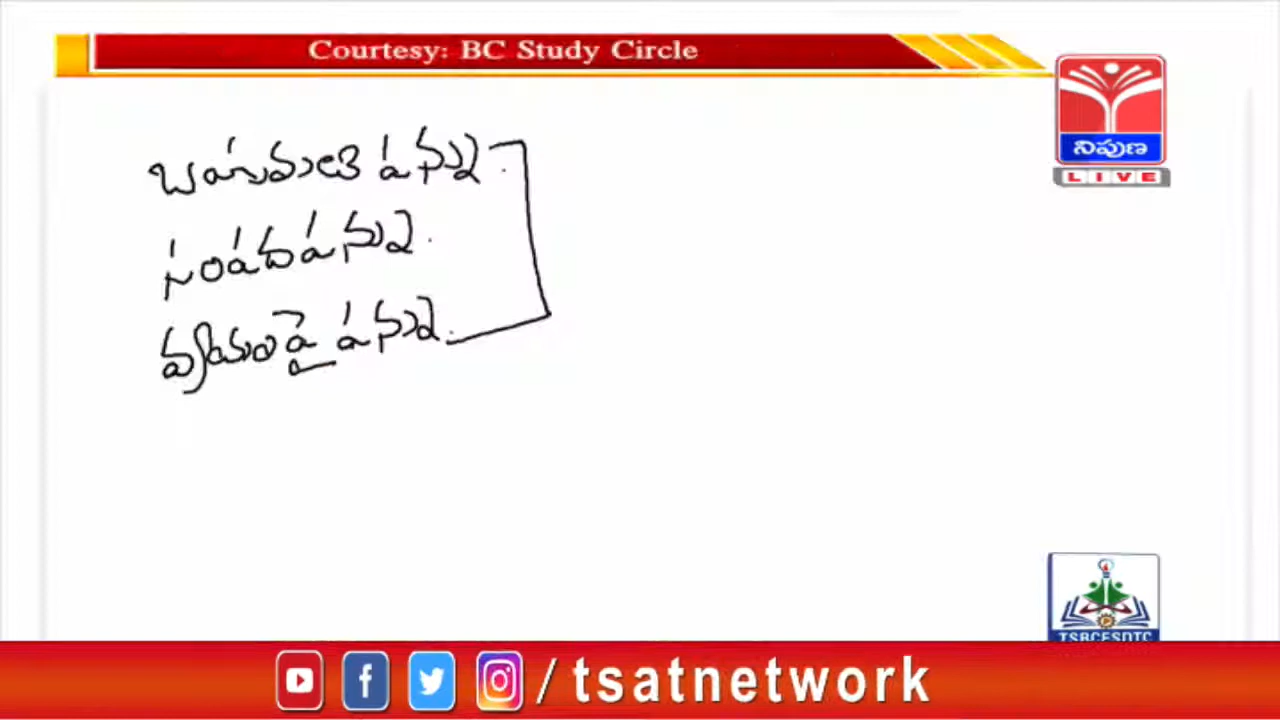 Courtesy: BC Study Circle
నిపుణ
LIVE
బహుమతి పన్ను
సంపద పన్ను
వ్యయంపై పన్ను
TSBCESDTC
/tsatnetwork